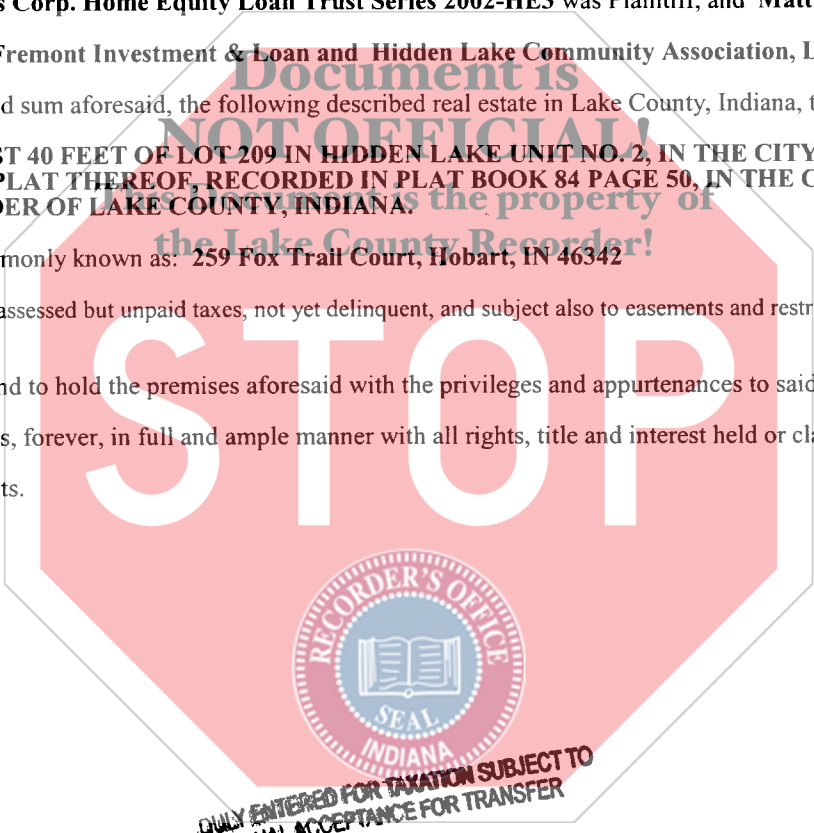 s Corp. Home Equity Loan Trust Series 2002-HE3 was Plaintiff, and Matt
Fremont Investment & Loan and Hidden Lake Community Association, L
Document is
d sum aforesaid, the following described real estate in Lake County, Indiana, t
NOT OFFICIAL!
ST 40 FEET OF LOT 209 IN HIDDEN LAKE UNIT NO. 2, IN THE CITY
PLAT THEREOF, RECORDED IN PLAT BOOK 84 PAGE 50, IN THE C
This Document is the property of
DER OF LAKE COUNTY, INDIANA.
the Lake County Recorder!
monly known as: 259 Fox Trail Court, Hobart, IN 46342
assessed but unpaid taxes, not yet delinquent, and subject also to easements and restr
STOP
nd to hold the premises aforesaid with the privileges and appurtenances to said
s, forever, in full and ample manner with all rights, title and interest held or cla
ts.
RECORDER'S OFFICE
SEAL
INDIANA
DULY ENTERED FOR TAXATION SUBJECT TO
ACCEPTANCE FOR TRANSFER